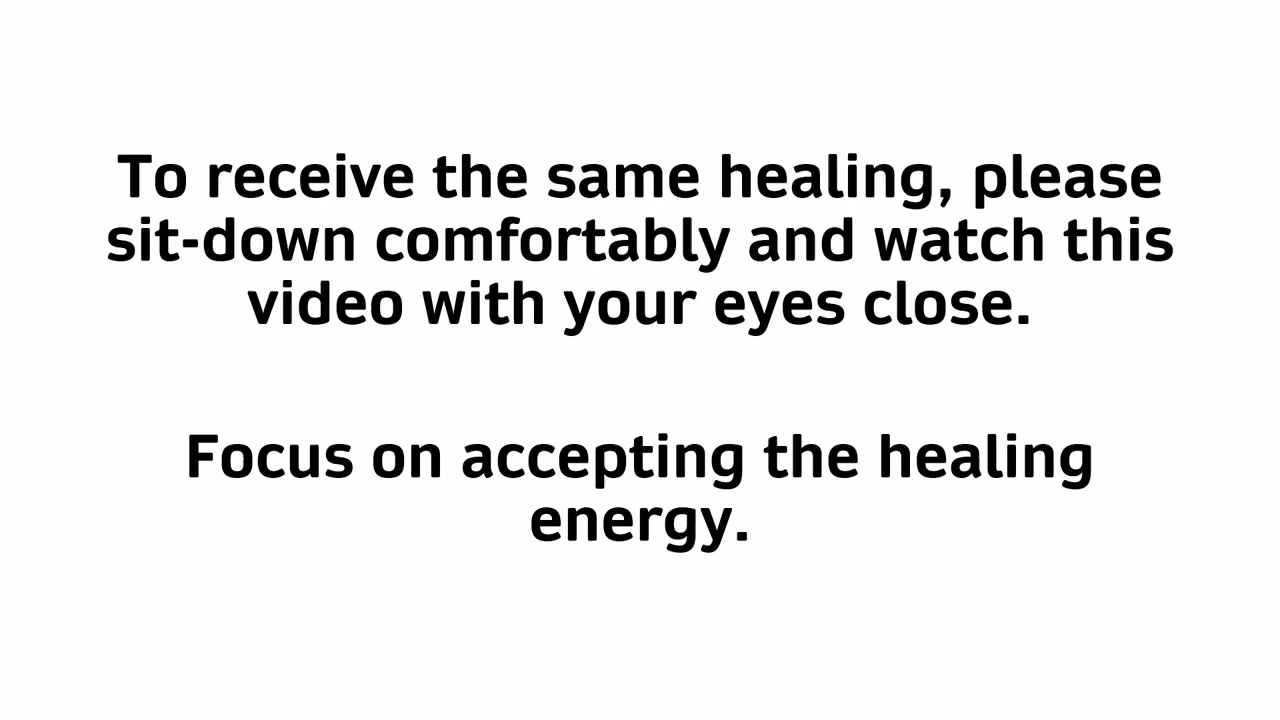 To receive the same healing, please
sit-down comfortably and watch this
video with your eyes close.
Focus on accepting the healing
energy.